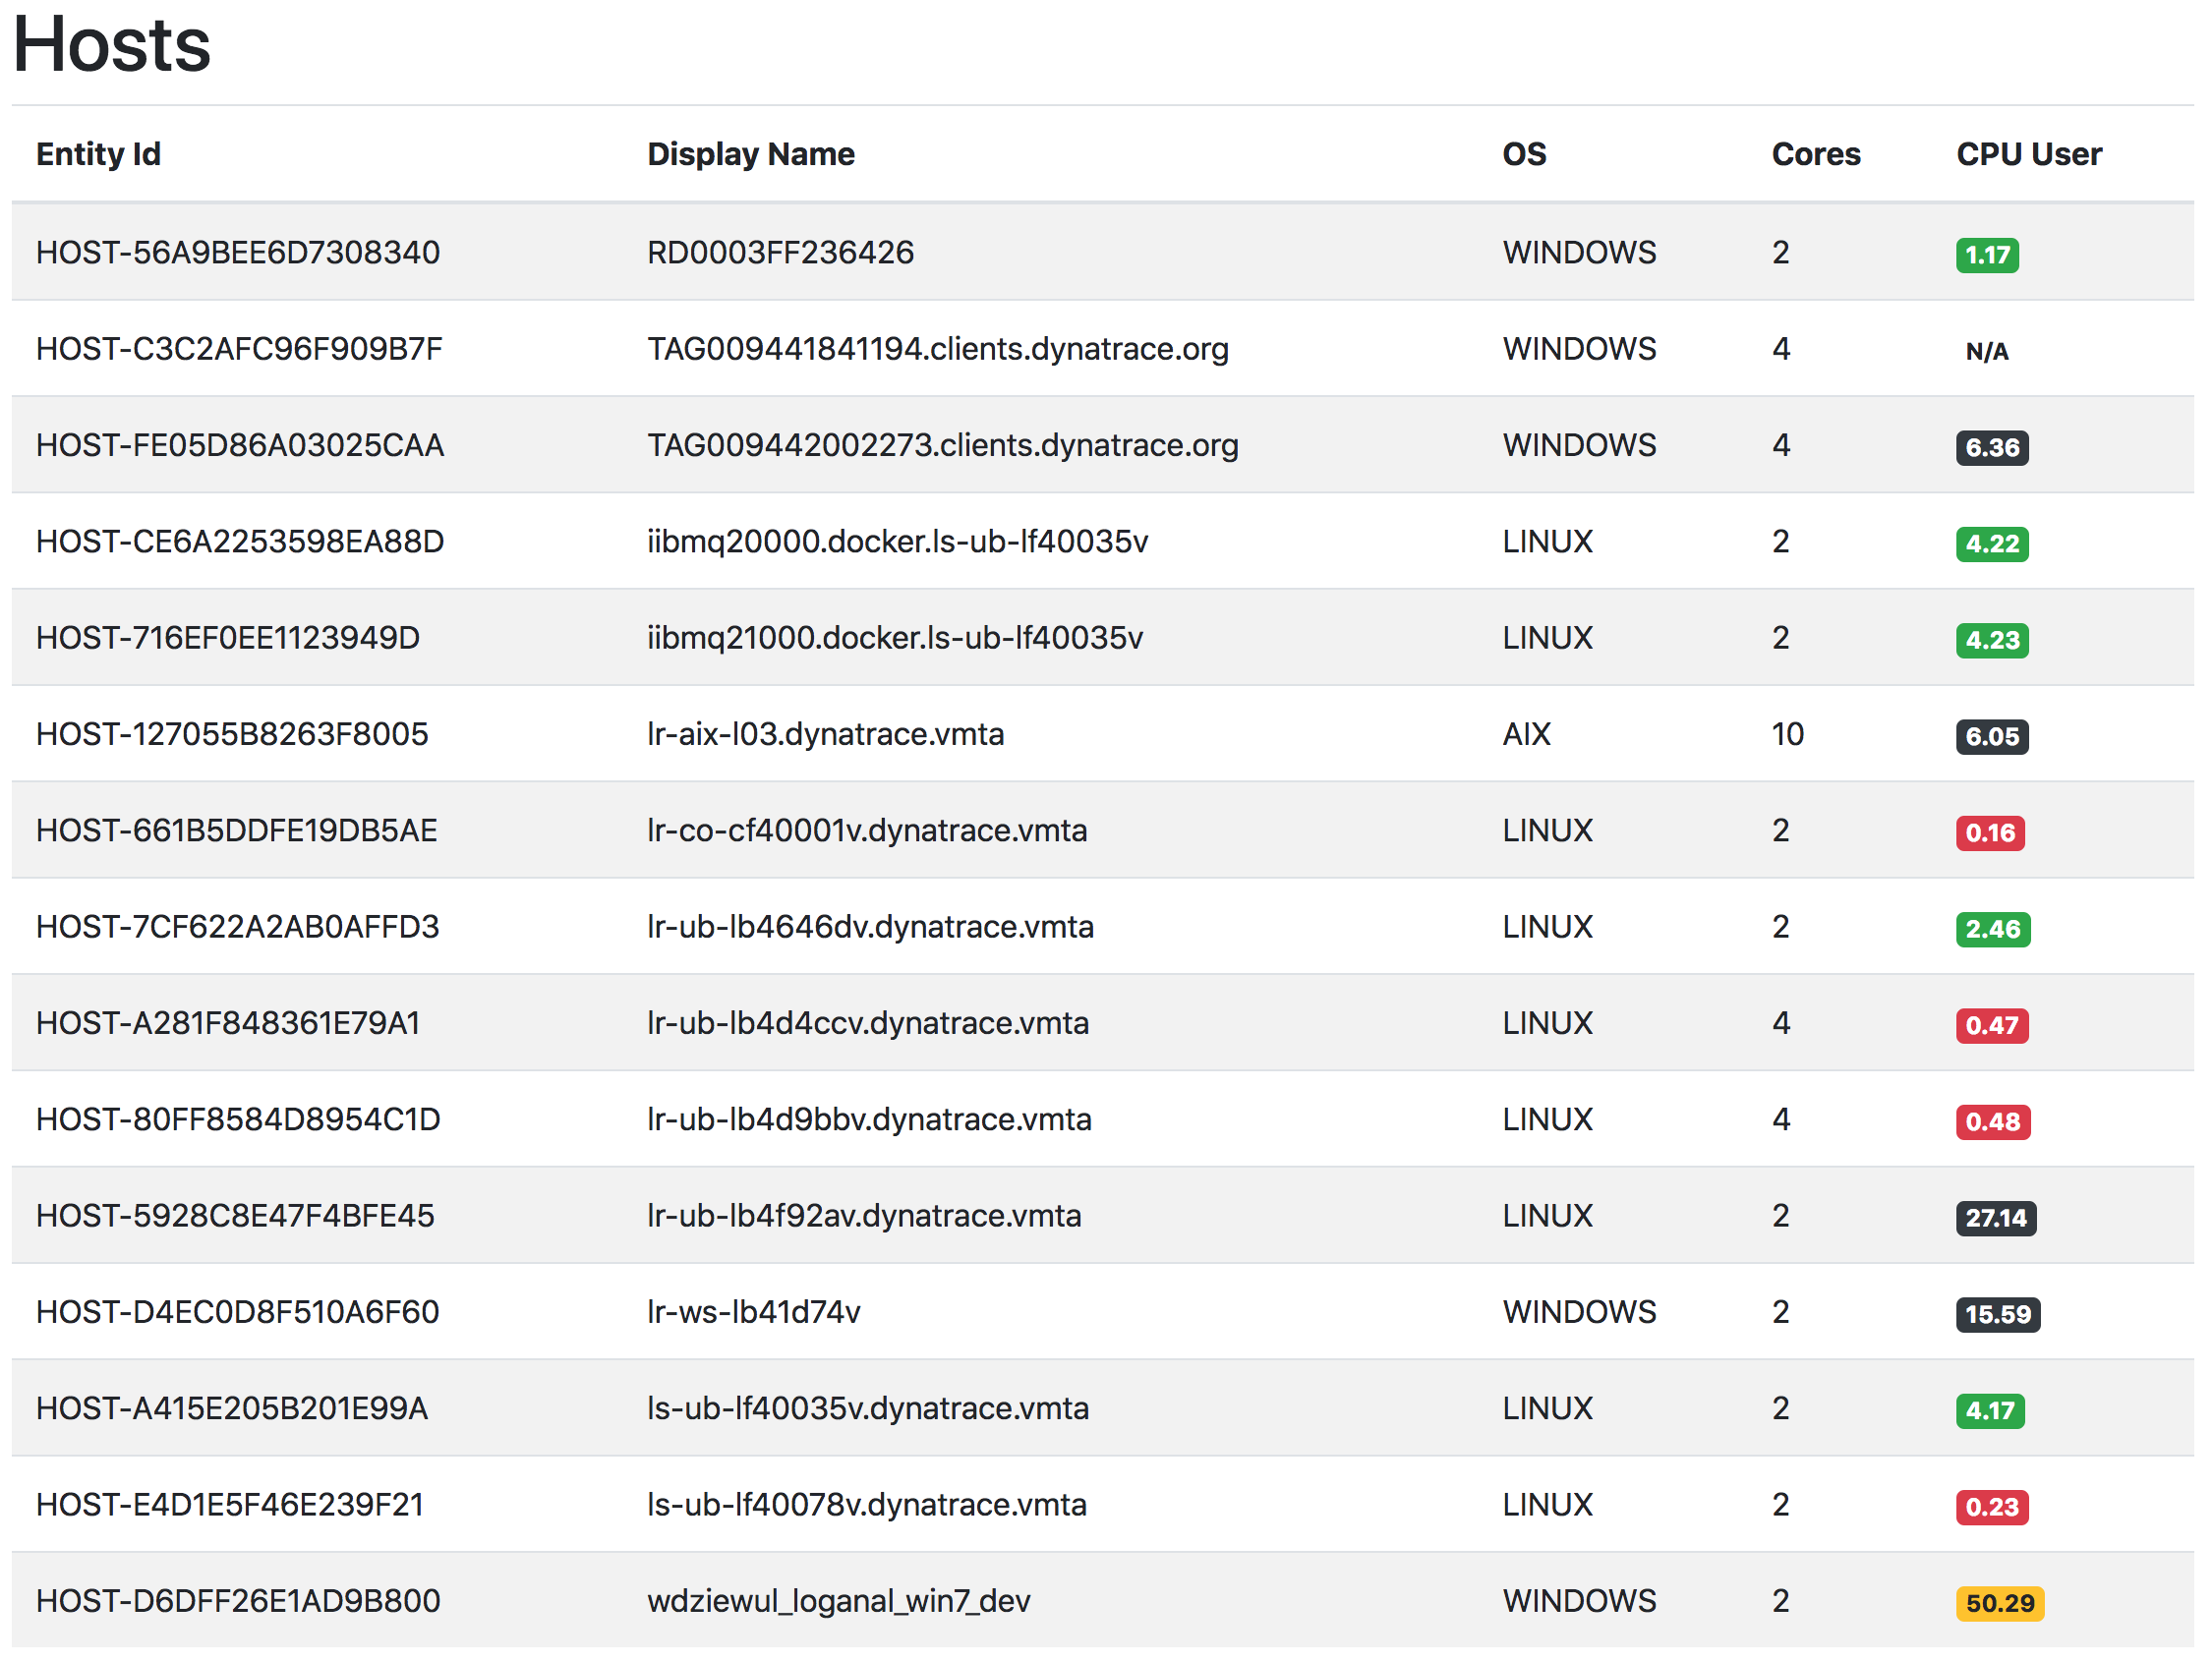 Hosts
Entity Id Display Name OS Cores CPU User
HOST-56A9BEE6D7308340 RD0003FF236426 WINDOWS 2 1.17
HOST-C3C2AFC96F909B7F TAG009441841194.clients.dynatrace.org WINDOWS 4 N/A
HOST-FE05D86A03025CAA TAG009442002273.clients.dynatrace.org WINDOWS 4 6.36
HOST-CE6A2253598EA88D iibmq20000.docker.ls-ub-lf40035v LINUX 2 4.22
HOST-716EF0EE1123949D iibmq21000.docker.ls-ub-lf40035v LINUX 2 4.23
HOST-127055B8263F8005 lr-aix-l03.dynatrace.vmta AIX 10 6.05
HOST-661B5DDFE19DB5AE lr-co-cf40001v.dynatrace.vmta LINUX 2 0.16
HOST-7CF622A2AB0AFFD3 lr-ub-lb4646dv.dynatrace.vmta LINUX 2 2.46
HOST-A281F848361E79A1 lr-ub-lb4d4ccv.dynatrace.vmta LINUX 4 0.47
HOST-80FF8584D8954C1D lr-ub-lb4d9bbv.dynatrace.vmta LINUX 4 0.48
HOST-5928C8E47F4BFE45 lr-ub-lb4f92av.dynatrace.vmta LINUX 2 27.14
HOST-D4EC0D8F510A6F60 lr-ws-lb41d74v WINDOWS 2 15.59
HOST-A415E205B201E99A ls-ub-lf40035v.dynatrace.vmta LINUX 2 4.17
HOST-E4D1E5F46E239F21 ls-ub-lf40078v.dynatrace.vmta LINUX 2 0.23
HOST-D6DFF26E1AD9B800 wdziewul_loganal_win7_dev WINDOWS 2 50.29